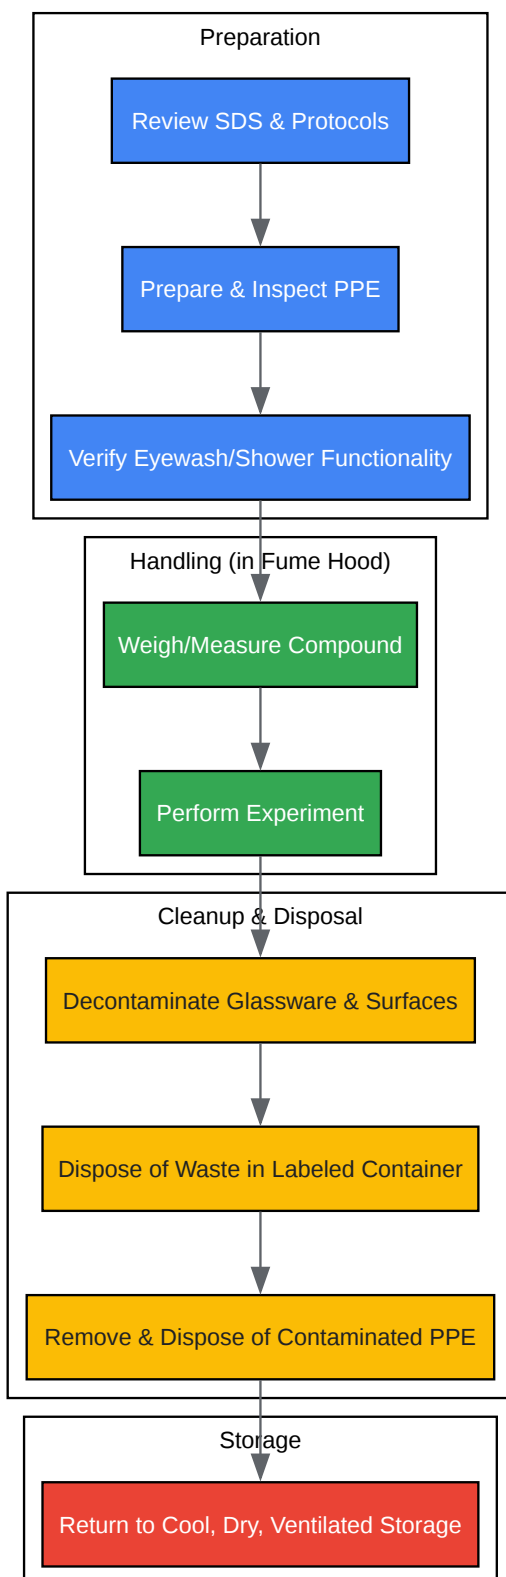 Preparation
Review SDS & Protocols
Prepare & Inspect PPE
Verify Eyewash/Shower Functionality
Handling (in Fume Hood)
Weigh/Measure Compound
Perform Experiment
Cleanup & Disposal
Decontaminate Glassware & Surfaces
Dispose of Waste in Labeled Container
Remove & Dispose of Contaminated PPE
Storage
Return to Cool, Dry, Ventilated Storage